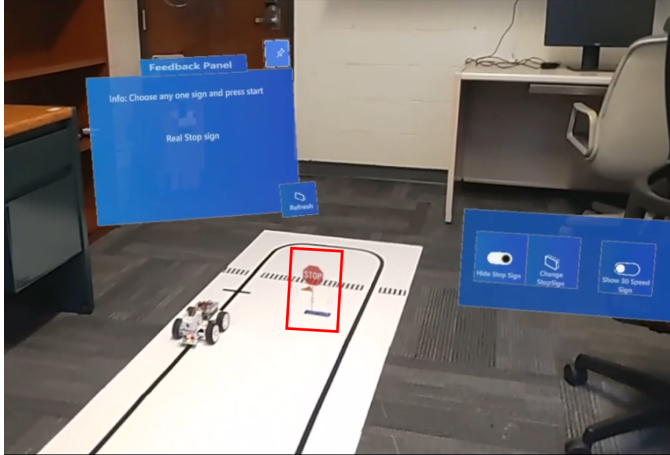 Feedback Panel
Info: Choose any one sign and press start
Real Stop sign
Refresh
STOP
Hide Stop Sign
Change
StopSign
Show 30 Speed
Sign